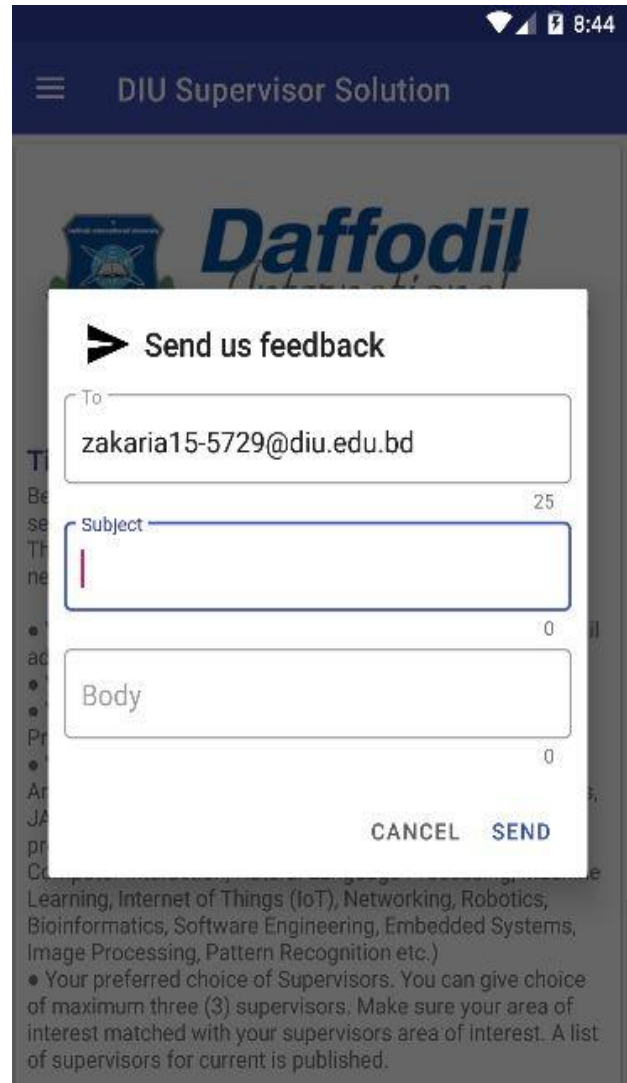 8:44
DIU Supervisor Solution
Daffodil
International
Send us feedback
To
zakaria15-5729@diu.edu.bd
25
Subject
0
Body
0
CANCEL SEND
Learning, Internet of Things (IoT), Networking, Robotics,
Bioinformatics, Software Engineering, Embedded Systems,
Image Processing, Pattern Recognition etc.)
● Your preferred choice of Supervisors. You can give choice
of maximum three (3) supervisors. Make sure your area of
interest matched with your supervisors area of interest. A list
of supervisors for current is published.